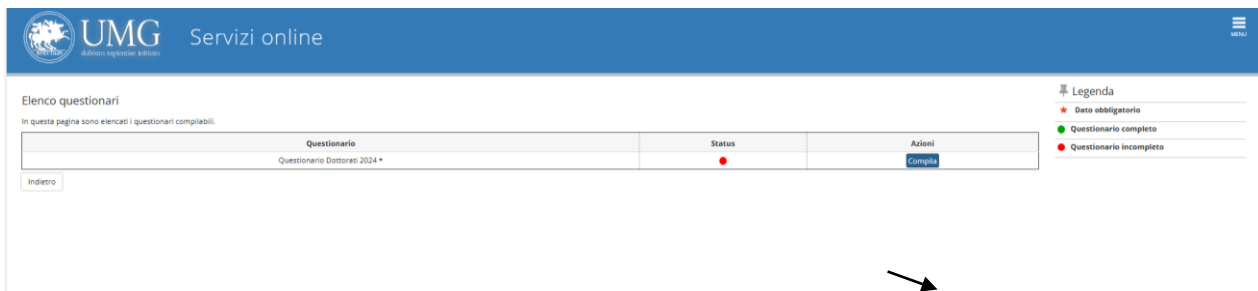 UMG
Servizi online
MENU
Elenco questionari
In questa pagina sono elencati i questionari compilabili.
Questionario Status Azioni
Questionario Dottorati 2024 * Compila
Indietro
Legenda
* Dato obbligatorio
Questionario completo
Questionario incompleto